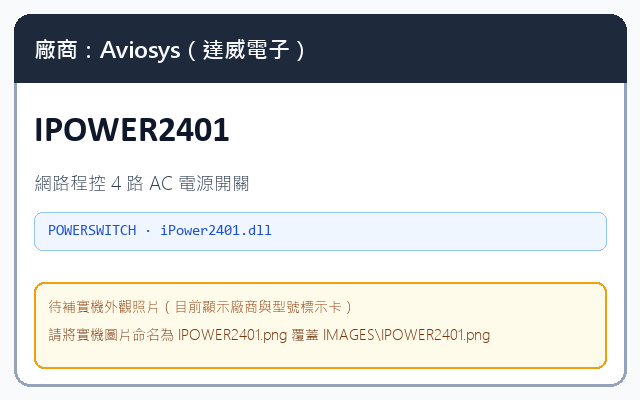 廠商：Aviosys（達威電子）
IPOWER2401
網路程控 4 路 AC 電源開關
POWERSWITCH · iPower2401.dll
待補實機外觀照片（目前顯示廠商與型號標示卡）
請將實機圖片命名為 IPOWER2401.png 覆蓋 IMAGES\IPOWER2401.png